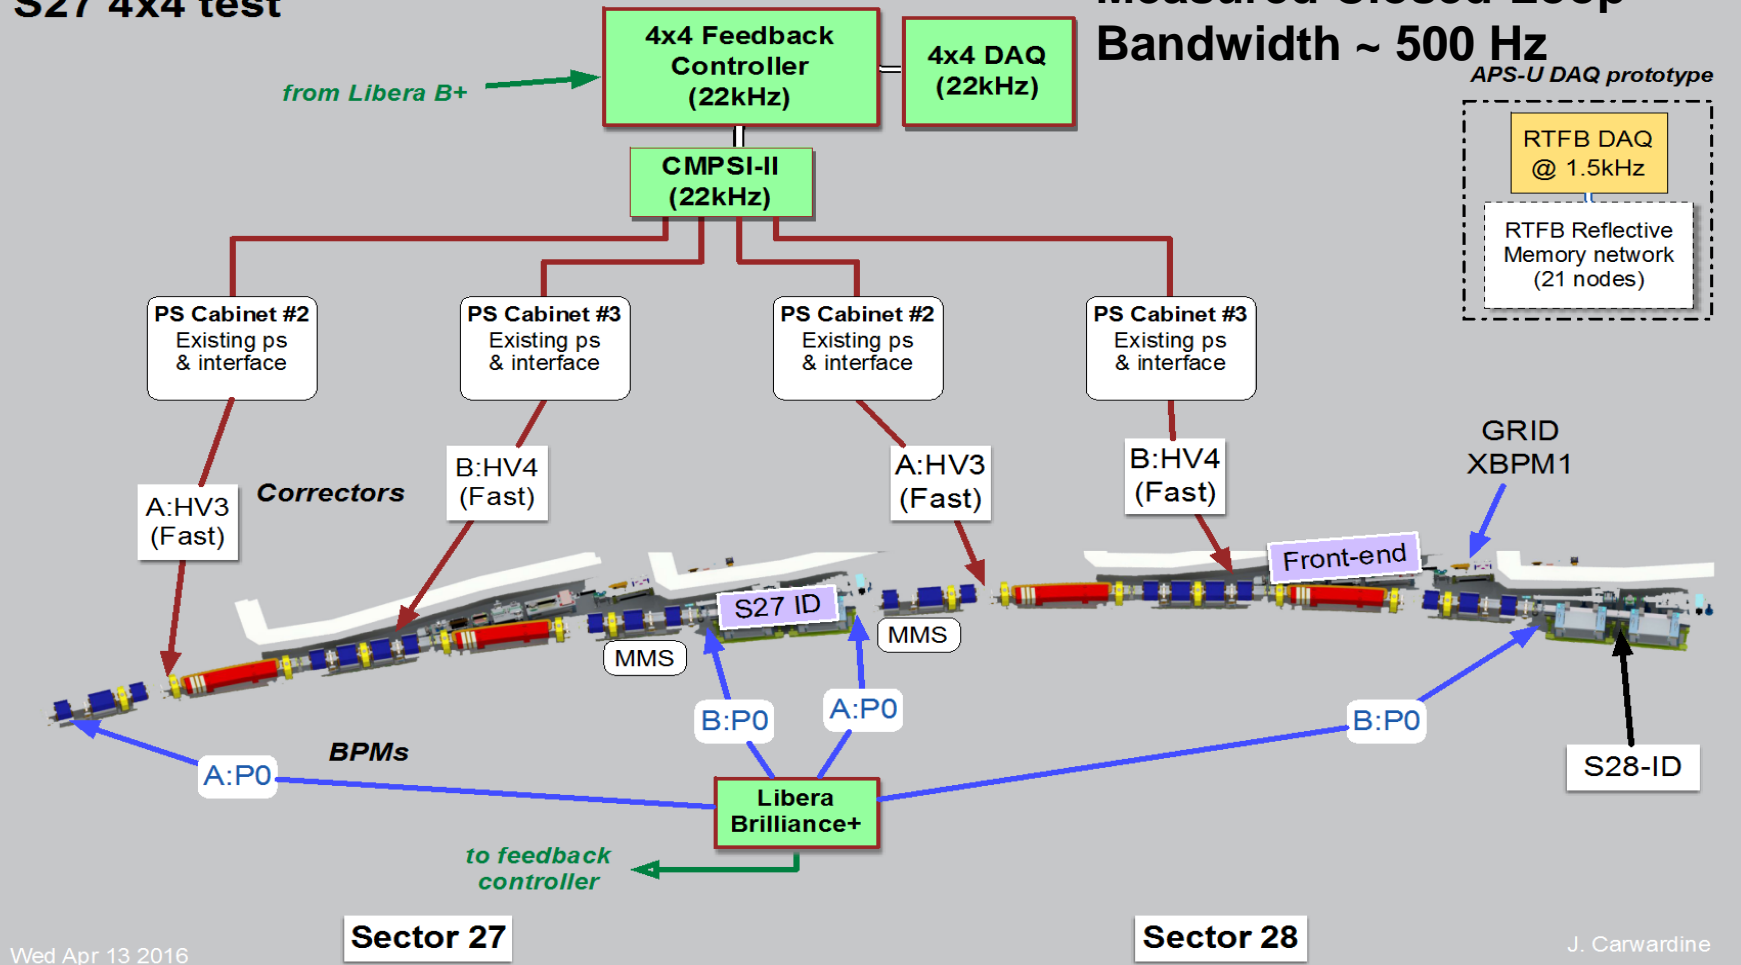 S27 4x4 test
Measured Closed Loop
Bandwidth ~ 500 Hz
4x4 Feedback
Controller
(22kHz)
4x4 DAQ
(22kHz)
from Libera B+
APS-U DAQ prototype
RTFB DAQ
@ 1.5kHz
RTFB Reflective
Memory network
(21 nodes)
CMPSI-II
(22kHz)
PS Cabinet #2
Existing ps
& interface
PS Cabinet #3
Existing ps
& interface
PS Cabinet #2
Existing ps
& interface
PS Cabinet #3
Existing ps
& interface
A:HV3
(Fast)
Correctors
B:HV4
(Fast)
A:HV3
(Fast)
B:HV4
(Fast)
GRID
XBPM1
Front-end
S27 ID
MMS
MMS
B:P0
A:P0
B:P0
A:P0
BPMs
S28-ID
Libera
Brilliance+
to feedback
controller
Sector 27
Sector 28
Wed Apr 13 2016
J. Carwardine